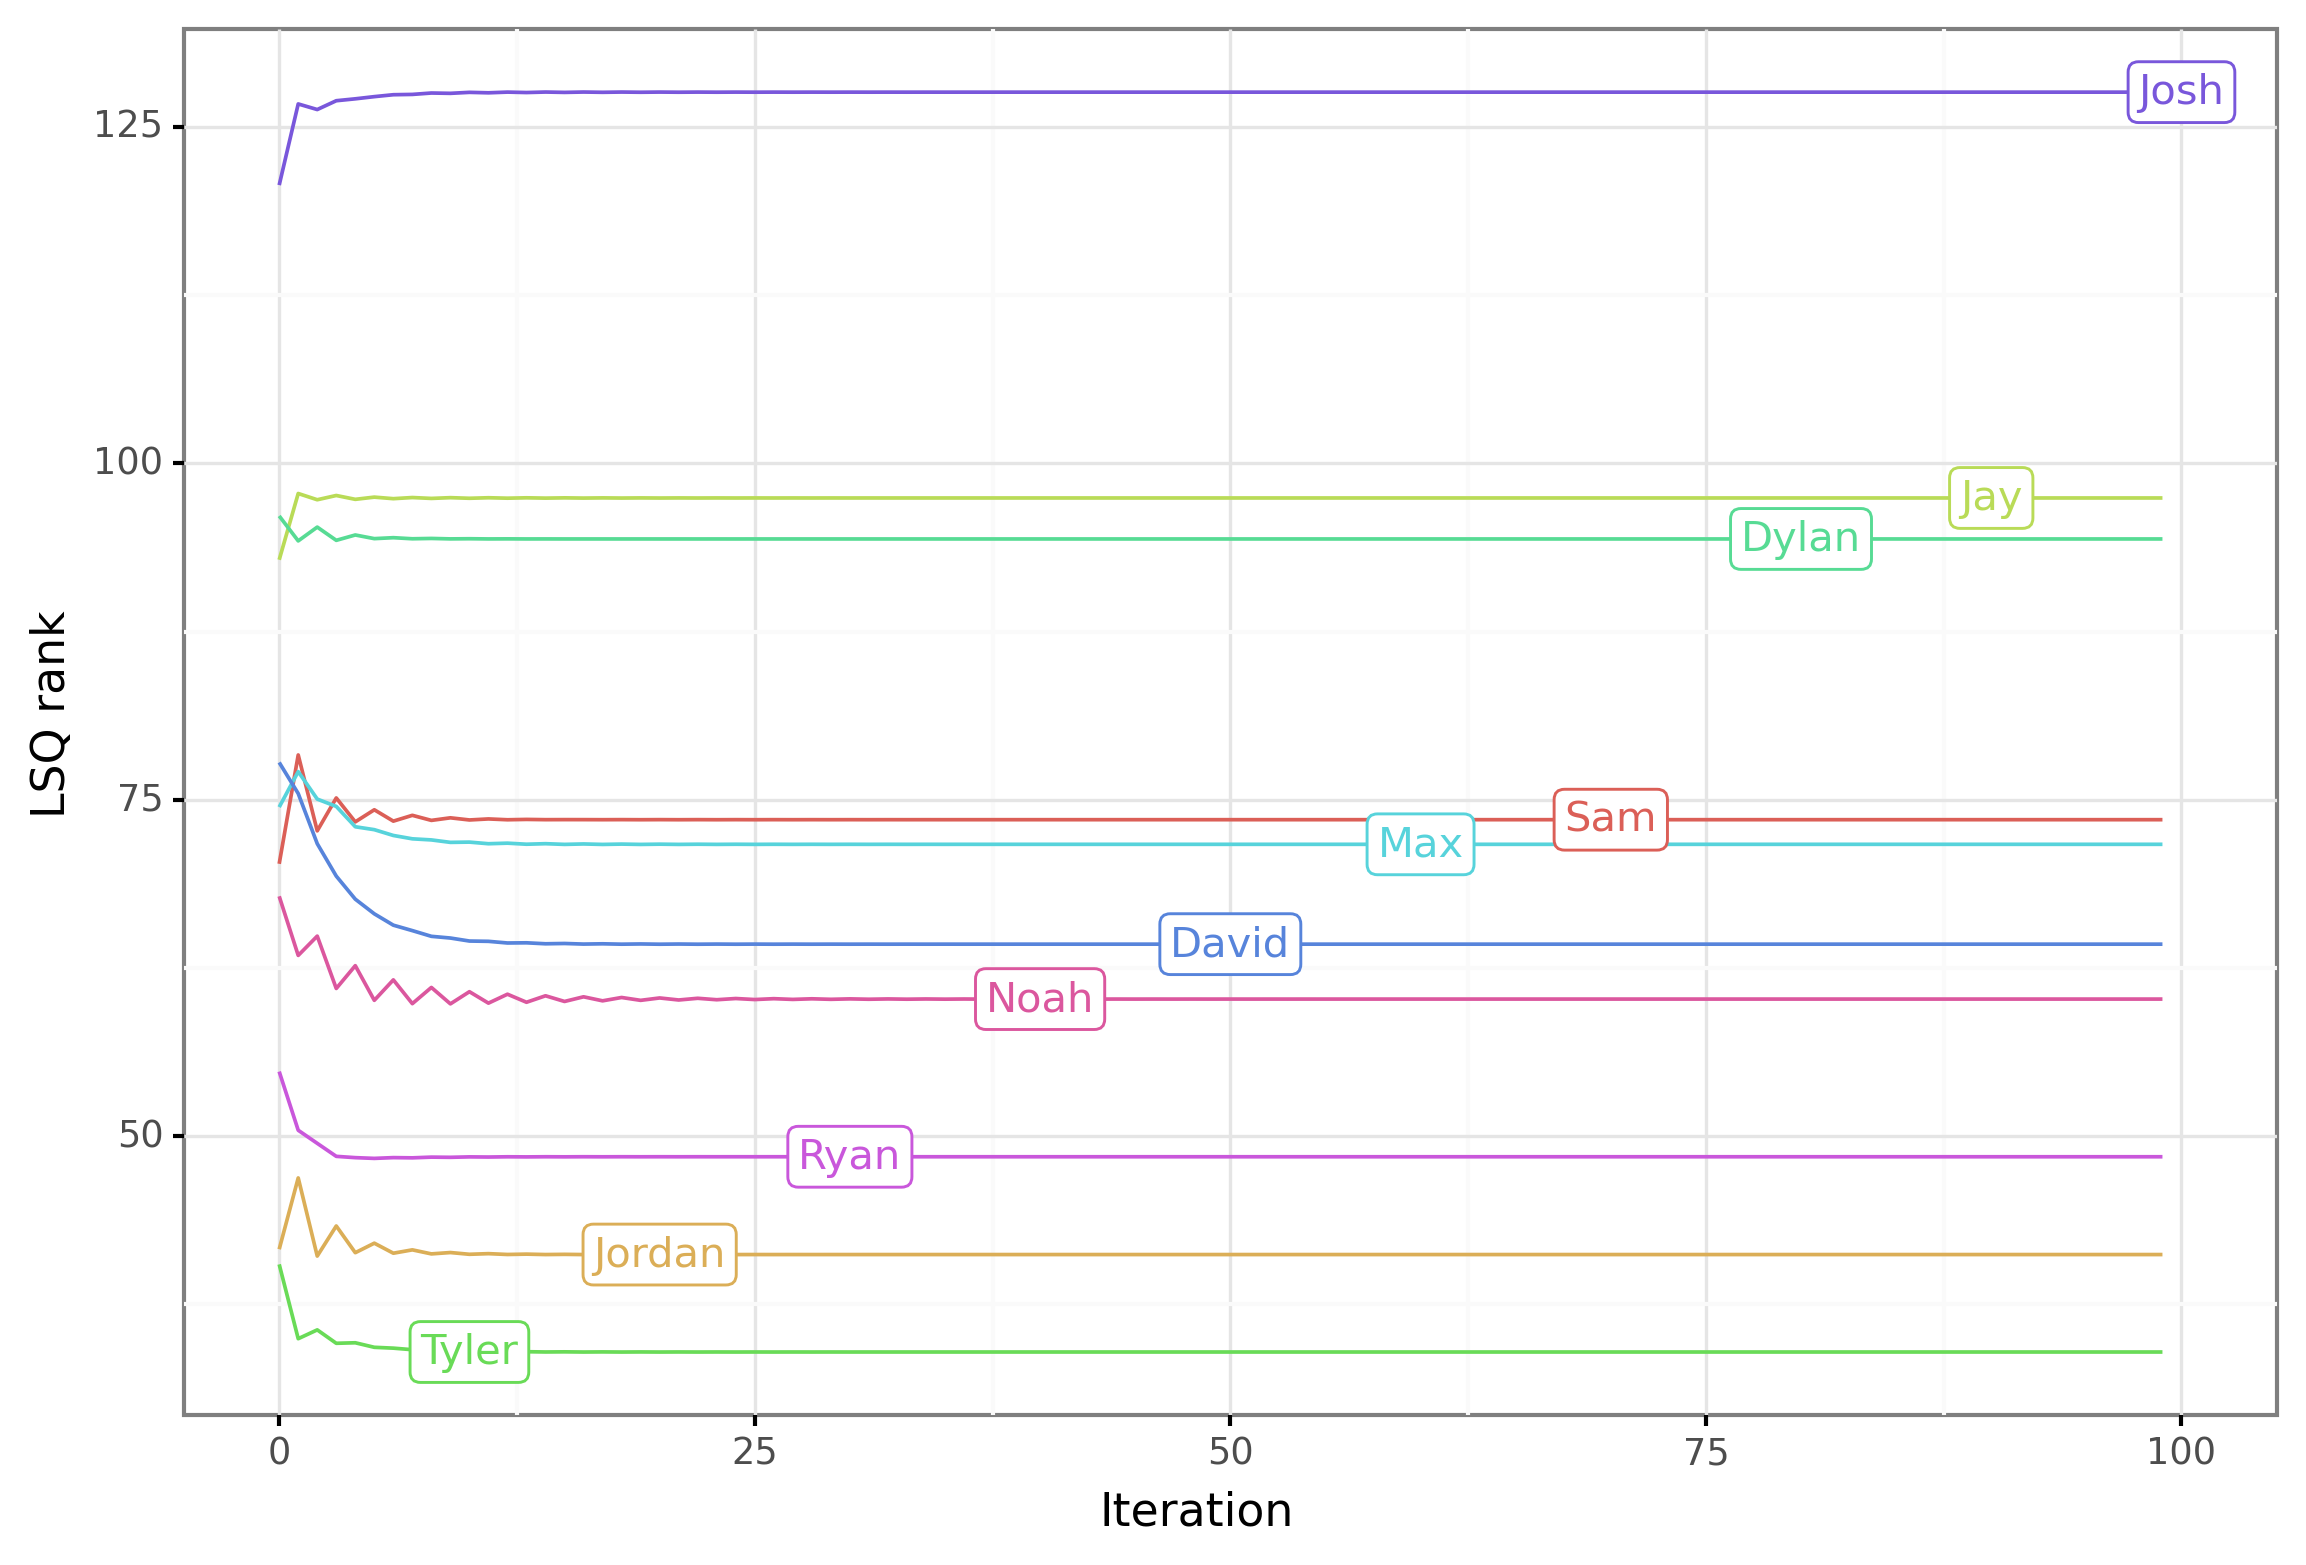 Josh
125
100
Jay
Dylan
LSQ rank
75
Sam
Max
David
Noah
50
Ryan
Jordan
Tyler
0 25 50 75 100
Iteration